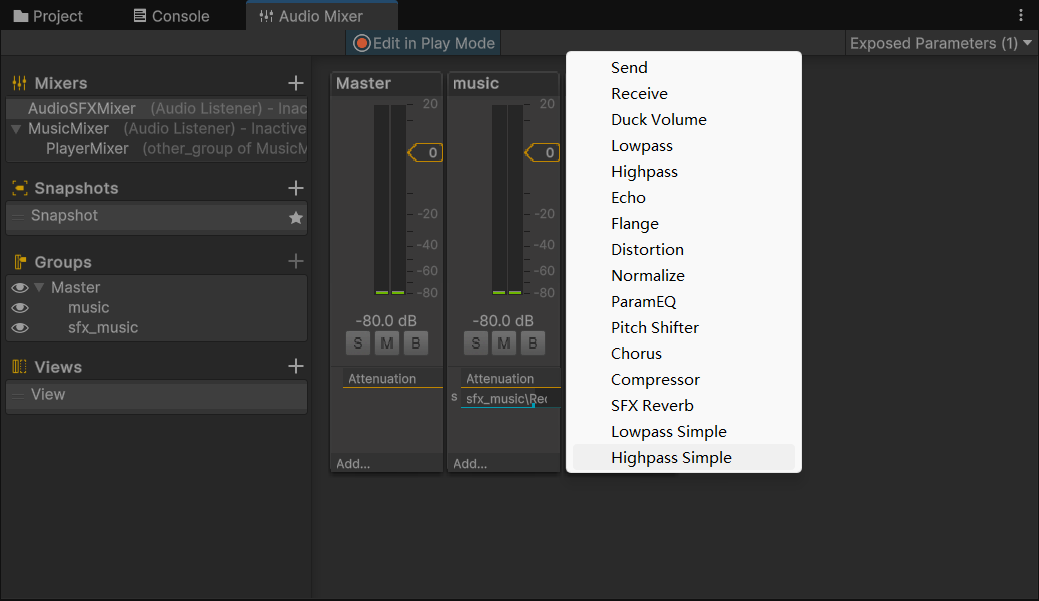 Project
Console
Audio Mixer
Edit in Play Mode
Exposed Parameters (1)
Mixers
AudioSFXMixer (Audio Listener) - Inac
MusicMixer (Audio Listener) - Inactive
PlayerMixer (other_group of MusicM
Snapshots
Snapshot
Groups
Master
music
sfx_music
Views
View
Master
20
0
-20
-40
-60
-80
-80.0 dB
S M B
Attenuation
Add...
music
20
0
-20
-40
-60
-80
-80.0 dB
S M B
Attenuation
s sfx_music\Rec
Add...
Send
Receive
Duck Volume
Lowpass
Highpass
Echo
Flange
Distortion
Normalize
ParamEQ
Pitch Shifter
Chorus
Compressor
SFX Reverb
Lowpass Simple
Highpass Simple